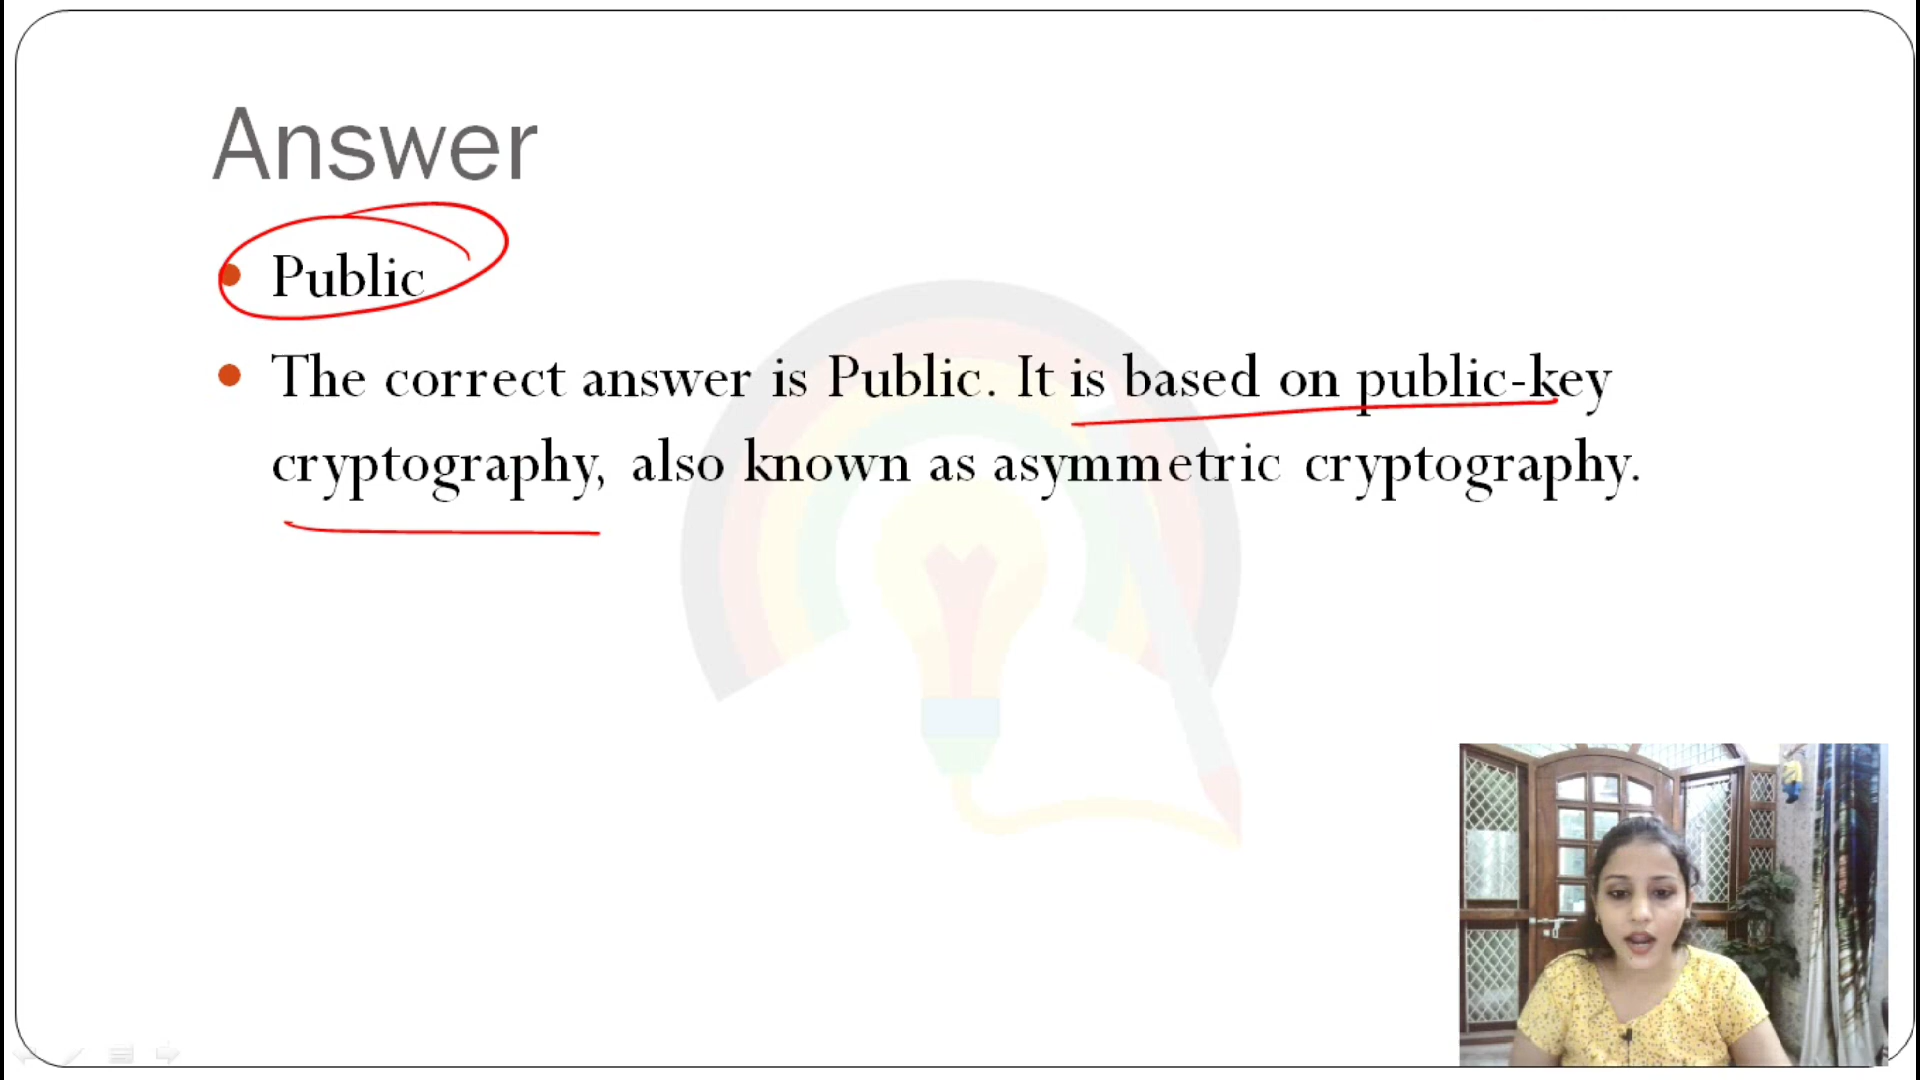 Answer
Public
The correct answer is Public. It is based on public-key
cryptography, also known as asymmetric cryptography.